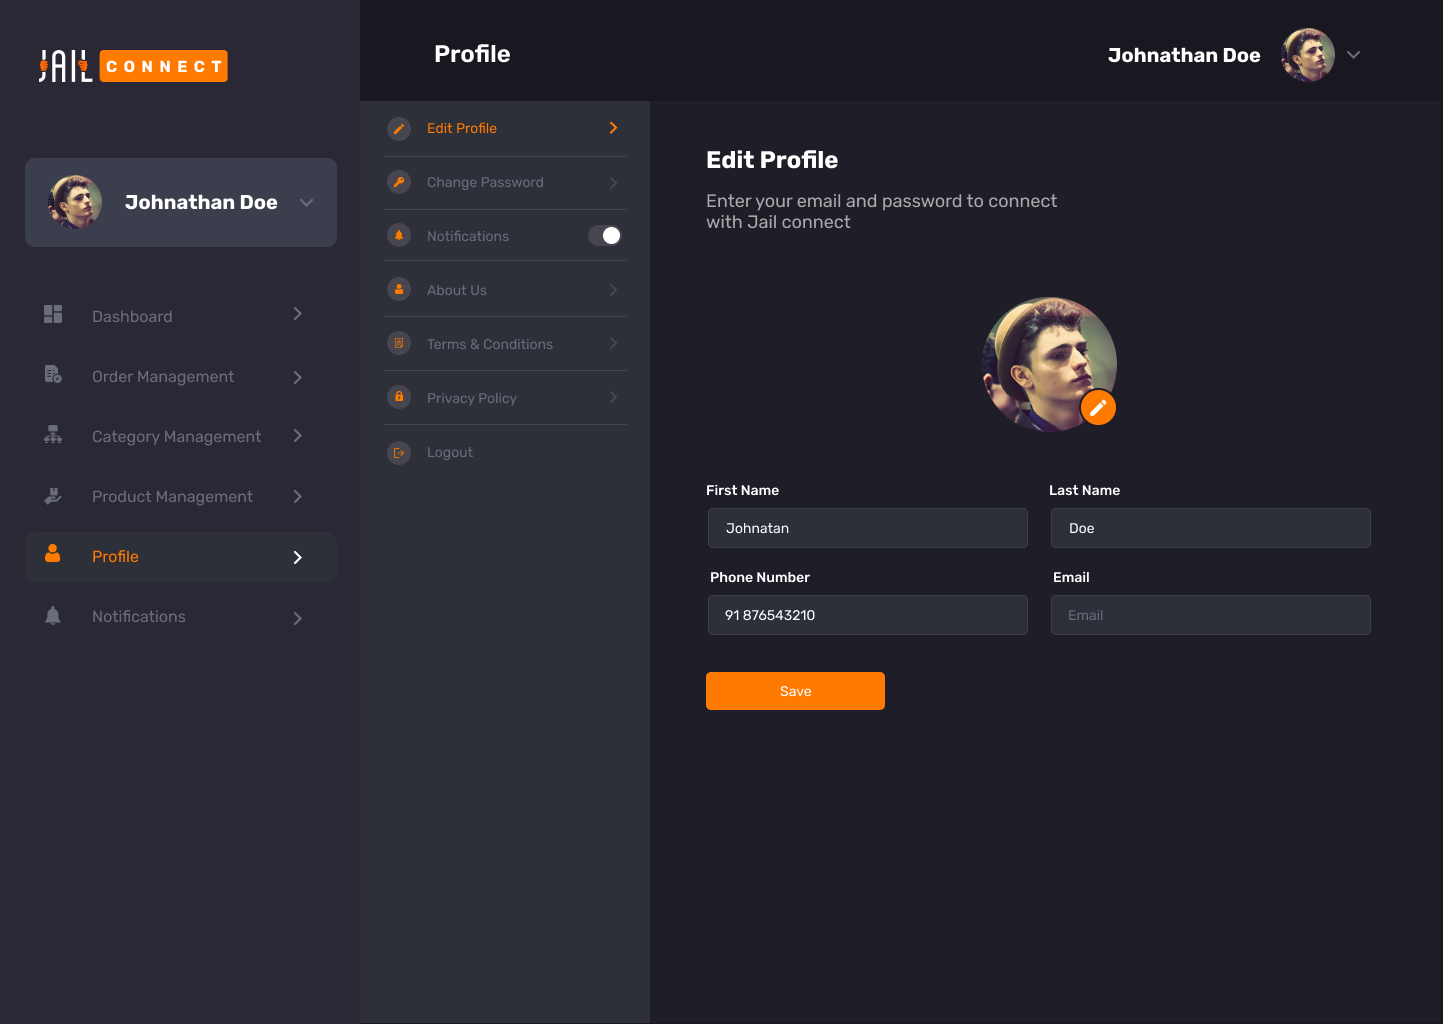 JAIL CONNECT
Johnathan Doe
Dashboard
Order Management
Category Management
Product Management
Profile
Notifications
Profile
Johnathan Doe
Edit Profile
Change Password
Notifications
About Us
Terms & Conditions
Privacy Policy
Logout
Edit Profile
Enter your email and password to connect
with Jail connect
First Name
Last Name
Johnatan
Doe
Phone Number
Email
91 876543210
Email
Save